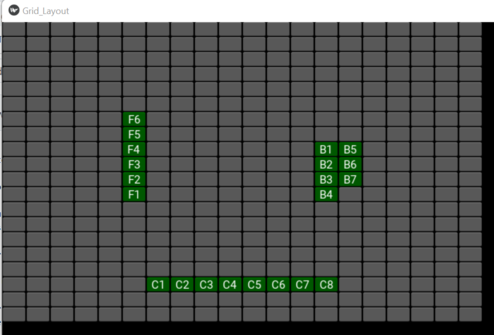 Grid_Layout
F6
F5
F4 B1 B5
F3 B2 B6
F2 B3 B7
F1 B4
C1 C2 C3 C4 C5 C6 C7 C8